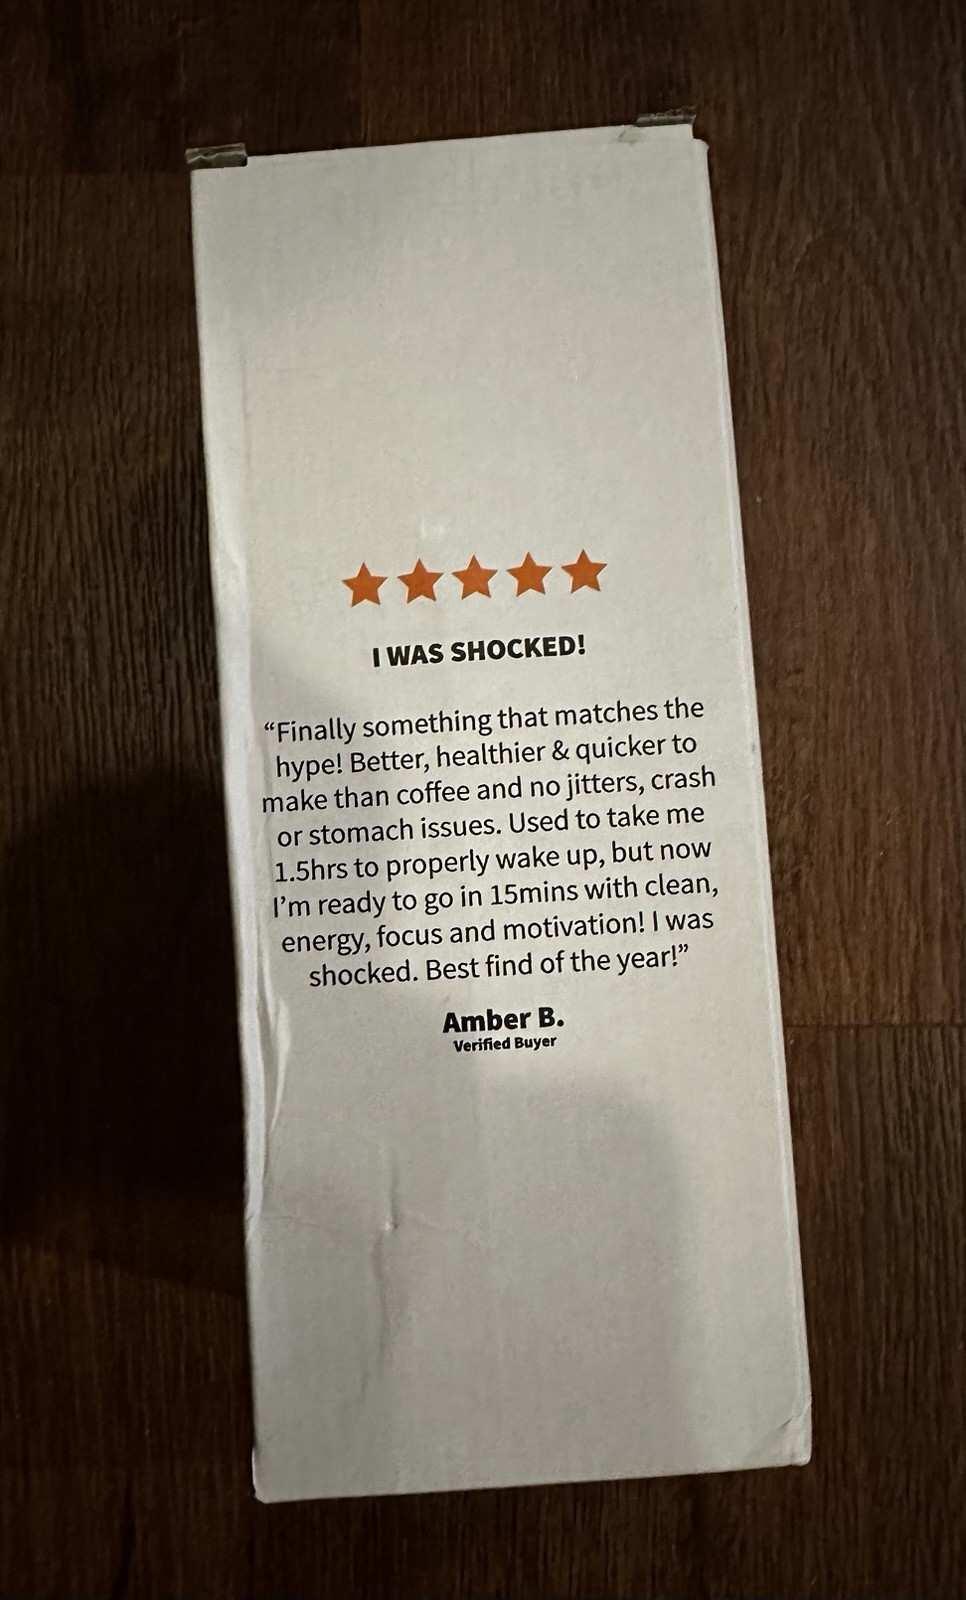 I WAS SHOCKED!
“Finally something that matches the
hype! Better, healthier & quicker to
make than coffee and no jitters, crash
or stomach issues. Used to take me
1.5hrs to properly wake up, but now
I’m ready to go in 15mins with clean,
energy, focus and motivation! I was
shocked. Best find of the year!”
Amber B.
Verified Buyer